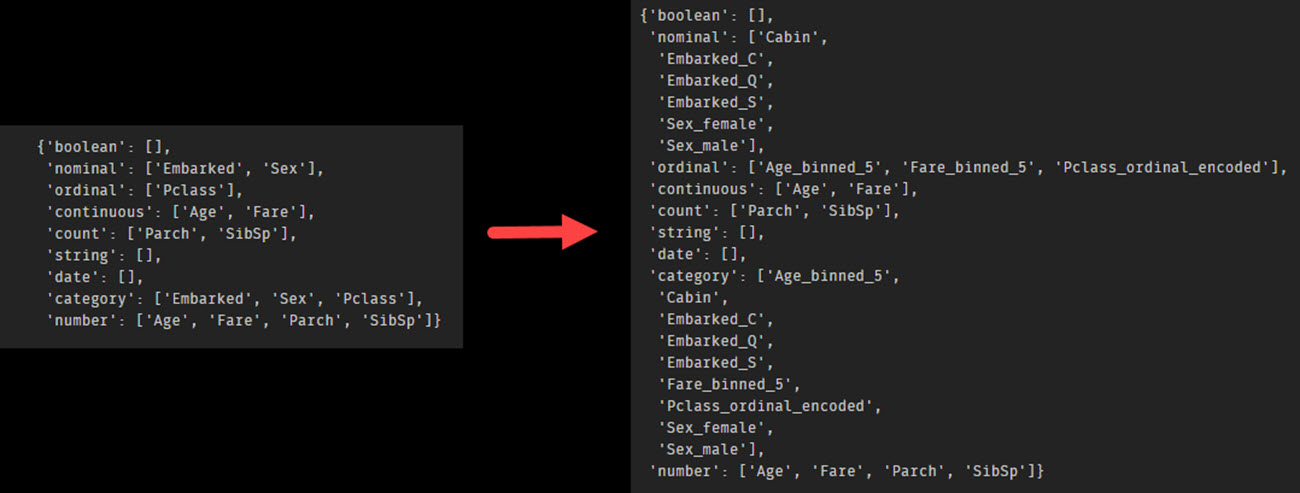 {'boolean': [],
'nominal': ['Embarked', 'Sex'],
'ordinal': ['Pclass'],
'continuous': ['Age', 'Fare'],
'count': ['Parch', 'SibSp'],
'string': [],
'date': [],
'category': ['Embarked', 'Sex', 'Pclass'],
'number': ['Age', 'Fare', 'Parch', 'SibSp']}
{'boolean': [],
'nominal': ['Cabin',
'Embarked_C',
'Embarked_Q',
'Embarked_S',
'Sex_female',
'Sex_male'],
'ordinal': ['Age_binned_5', 'Fare_binned_5', 'Pclass_ordinal_encoded'],
'continuous': ['Age', 'Fare'],
'count': ['Parch', 'SibSp'],
'string': [],
'date': [],
'category': ['Age_binned_5',
'Cabin',
'Embarked_C',
'Embarked_Q',
'Embarked_S',
'Fare_binned_5',
'Pclass_ordinal_encoded',
'Sex_female',
'Sex_male'],
'number': ['Age', 'Fare', 'Parch', 'SibSp']}